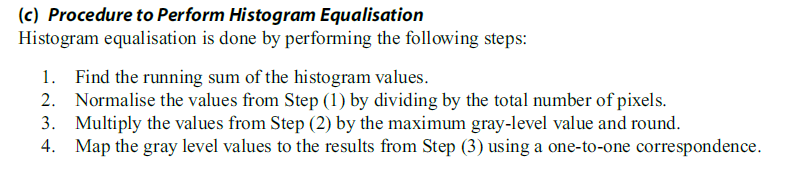 (c) Procedure to Perform Histogram Equalisation
Histogram equalisation is done by performing the following steps:
1. Find the running sum of the histogram values.
2. Normalise the values from Step (1) by dividing by the total number of pixels.
3. Multiply the values from Step (2) by the maximum gray-level value and round.
4. Map the gray level values to the results from Step (3) using a one-to-one correspondence.